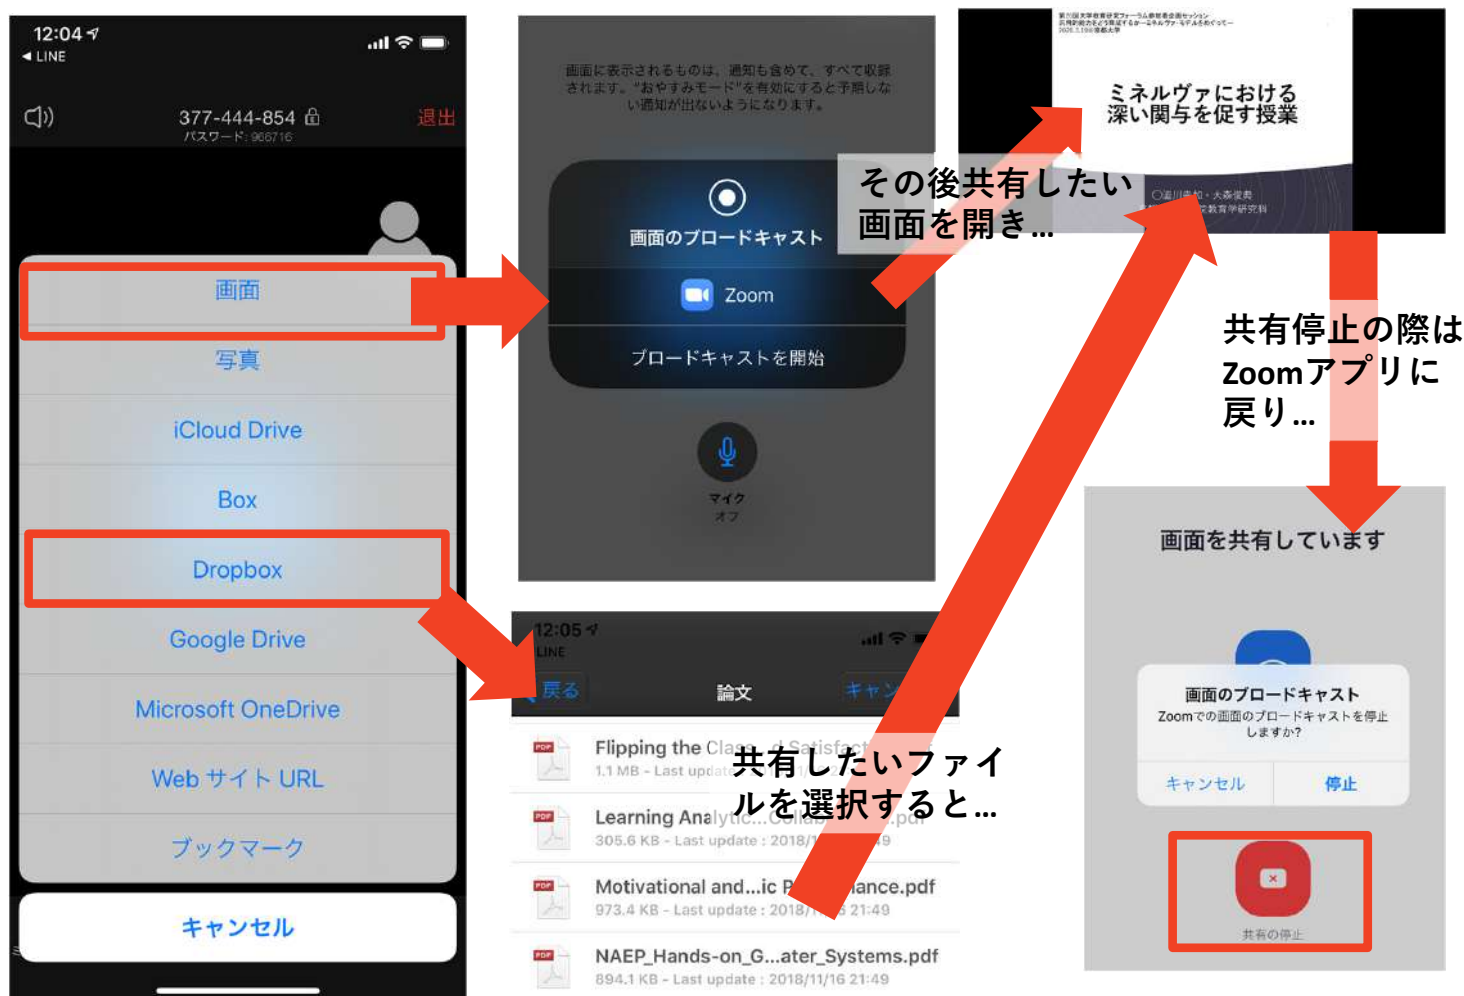 12:04
◀ LINE
377-444-854
パスワード: 966716
退出
画面
写真
iCloud Drive
Box
Dropbox
Google Drive
Microsoft OneDrive
Web サイト URL
ブックマーク
キャンセル
画面に表示されるものは、通知も含めて、すべて収録
されます。"おやすみモード"を有効にすると予期しな
い通知が出ないようになります。
画面のブロードキャスト
Zoom
ブロードキャストを開始
マイク
オフ
その後共有したい
画面を開き...
ミネルヴァにおける
深い関与を促す授業
共有停止の際は
Zoomアプリに
戻り...
12:05
LINE
戻る
論文
キャン
Flipping the Class...d Satisfact
1.1 MB - Last update
Learning Analytic...Collab .pdf
305.6 KB - Last update : 2018/1 49
Motivational and...ic P ance.pdf
973.4 KB - Last update : 2018/1 6 21:49
NAEP_Hands-on_G...ater_Systems.pdf
894.1 KB - Last update : 2018/11/16 21:49
共有したいファイ
ルを選択すると...
画面を共有しています
画面のブロードキャスト
Zoomでの画面のブロードキャストを停止
しますか?
キャンセル
停止
共有の停止